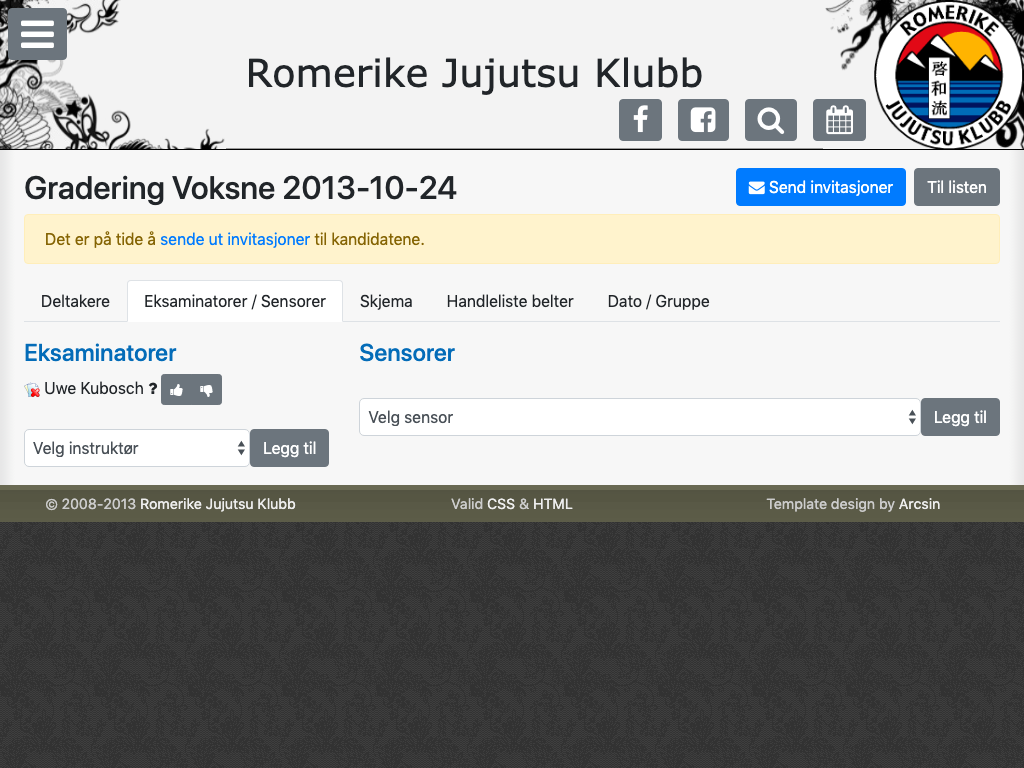 Romerike Jujutsu Klubb
ROMERIKE
啓和流
JUJUTSU KLUBB
Gradering Voksne 2013-10-24
Send invitasjoner
Til listen
Det er på tide å sende ut invitasjoner til kandidatene.
Deltakere
Eksaminatorer / Sensorer
Skjema
Handleliste belter
Dato / Gruppe
Eksaminatorer
Uwe Kubosch ?
Velg instruktør
Legg til
Sensorer
Velg sensor
Legg til
© 2008-2013 Romerike Jujutsu Klubb
Valid CSS & HTML
Template design by Arcsin